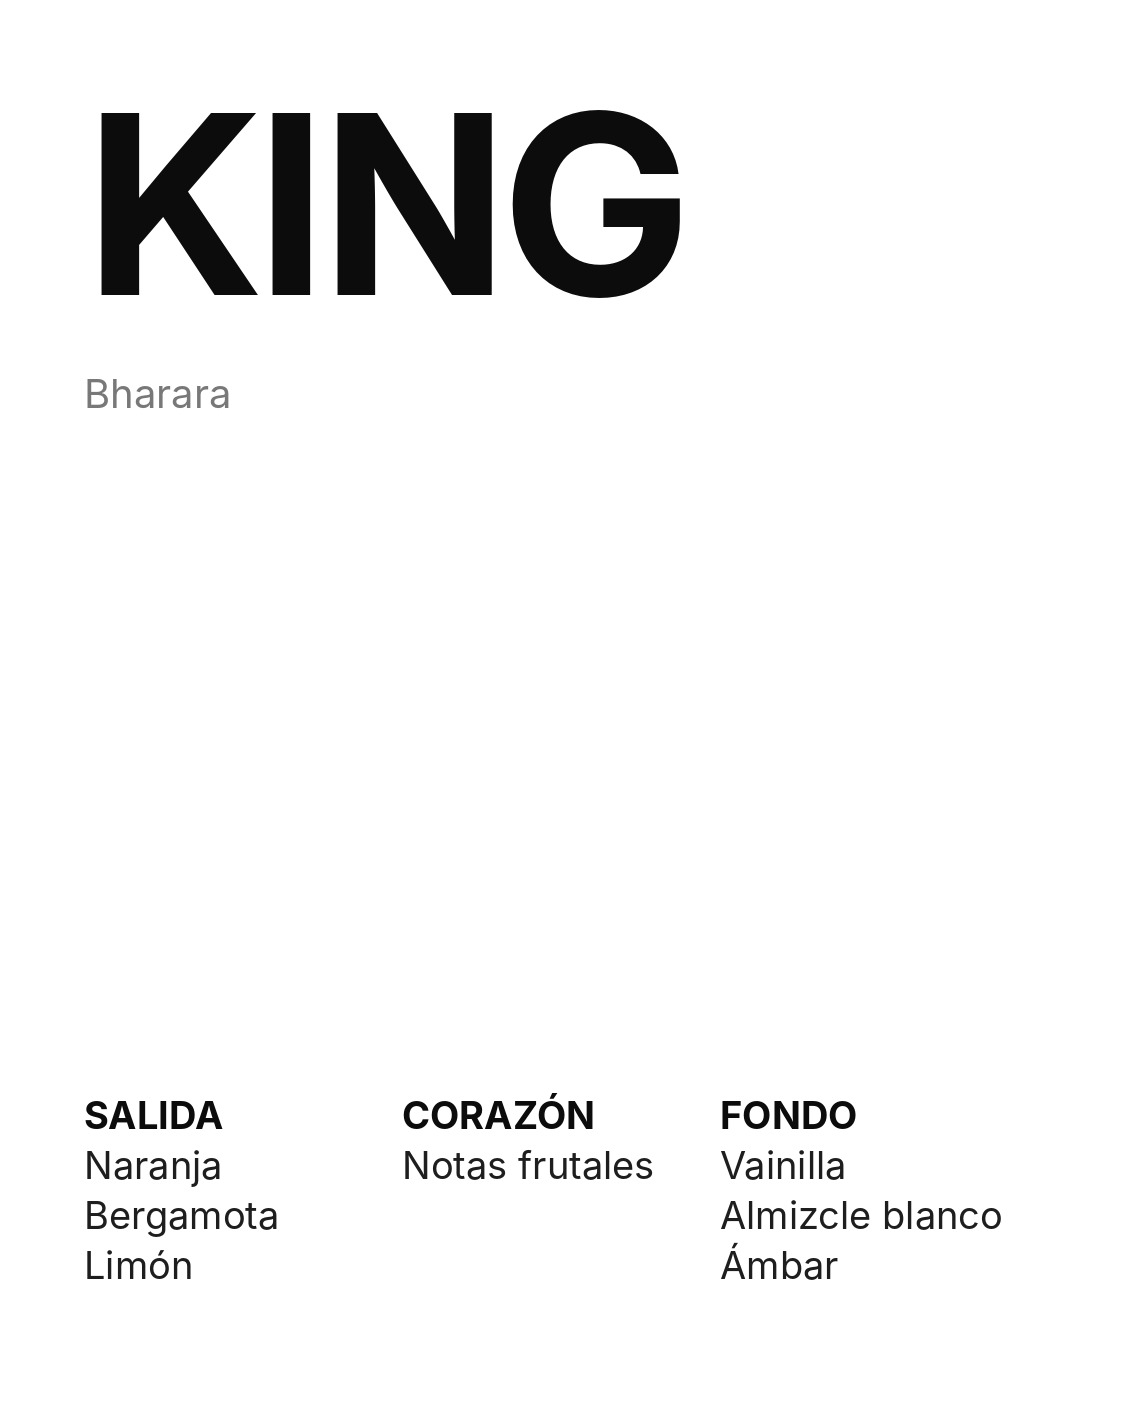 KING
Bharara
SALIDA
Naranja
Bergamota
Limón
CORAZÓN
Notas frutales
FONDO
Vainilla
Almizcle blanco
Ámbar